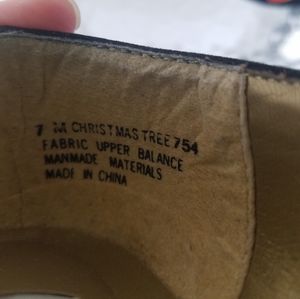 7 M CHRISTMAS TREE 754
FABRIC UPPER BALANCE
MANMADE MATERIALS
MADE IN CHINA